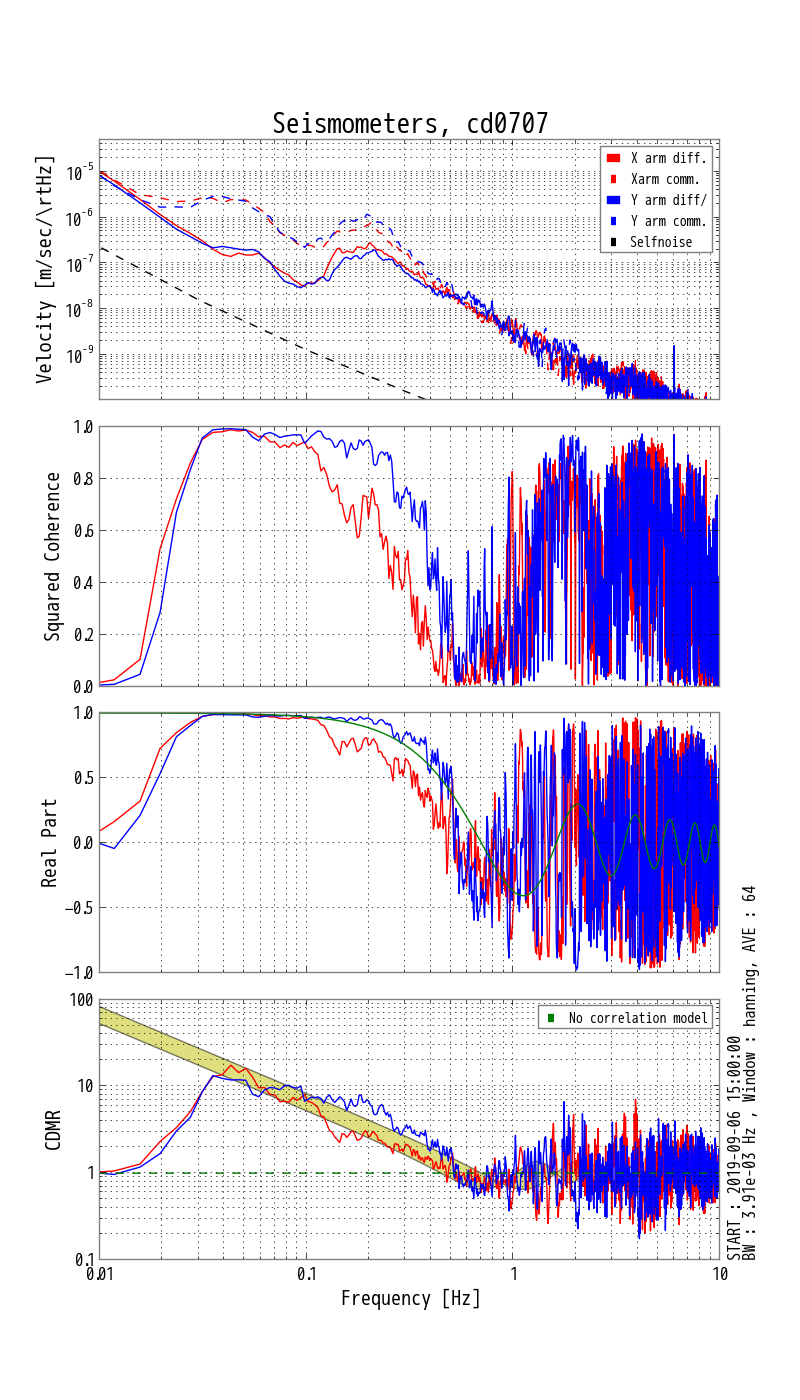 Seismometers, cd0707
Velocity [m/sec/\rtHz]
10^-5
10^-6
10^-7
10^-8
10^-9
X arm diff.
Xarm comm.
Y arm diff/
Y arm comm.
Selfnoise
Squared Coherence
1.0
0.8
0.6
0.4
0.2
0.0
Real Part
1.0
0.5
0.0
−0.5
−1.0
CDMR
100
10
1
0.1
No correlation model
0.01
0.1
1
10
Frequency [Hz]
START : 2019-09-06 15:00:00
BW : 3.91e-03 Hz , Window : hanning, AVE : 64